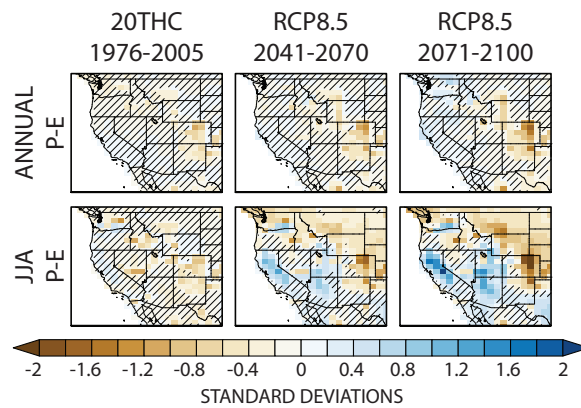 20THC
1976-2005
RCP8.5
2041-2070
RCP8.5
2071-2100
ANNUAL
P-E
JJA
P-E
-2 -1.6 -1.2 -0.8 -0.4 0 0.4 0.8 1.2 1.6 2
STANDARD DEVIATIONS